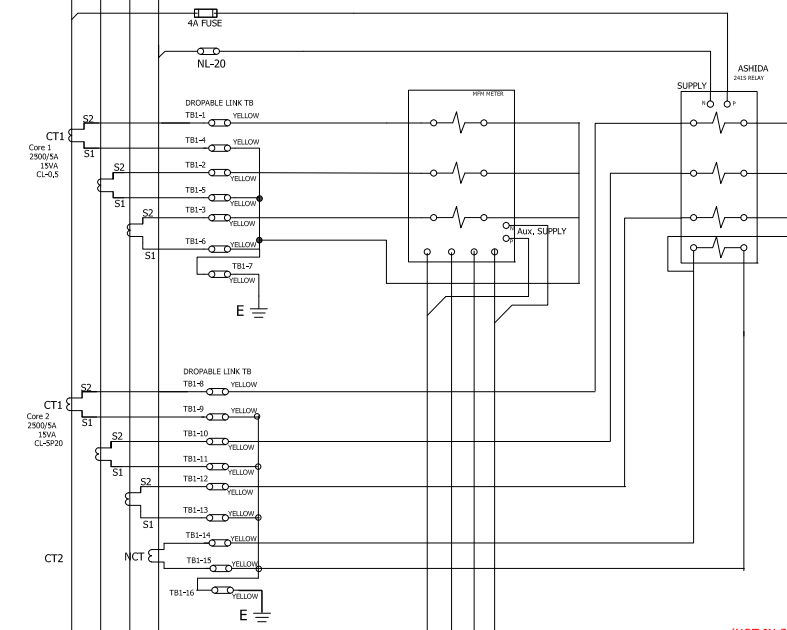 4A FUSE
NL-20
ASHIDA
2415 RELAY
SUPPLY
N P
MFM METER
DROPABLE LINK TB
TB1-1 YELLOW
S2
CT1
Core 1
2500/5A
15VA
CL-0.5
S1
TB1-4 YELLOW
S2
TB1-2 YELLOW
S1
TB1-5 YELLOW
S2
TB1-3 YELLOW
S1
TB1-6 YELLOW
TB1-7
YELLOW
E
N
P
Aux. SUPPLY
DROPABLE LINK TB
S2
TB1-8 YELLOW
CT1
Core 2
2500/5A
15VA
CL-5P20
S1
TB1-9 YELLOW
S2
TB1-10 YELLOW
S1
TB1-11 YELLOW
S2
TB1-12 YELLOW
S1
TB1-13 YELLOW
CT2
NCT
TB1-14 YELLOW
TB1-15 YELLOW
TB1-16 YELLOW
E